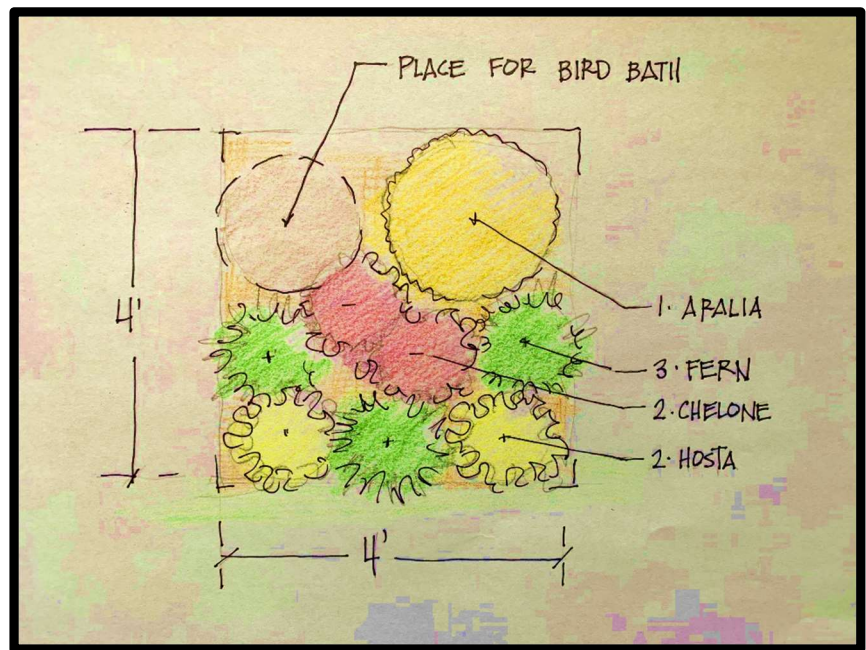 PLACE FOR BIRD BATH
4'
1. ARALIA
3. FERN
2. CHELONE
2. HOSTA
4'